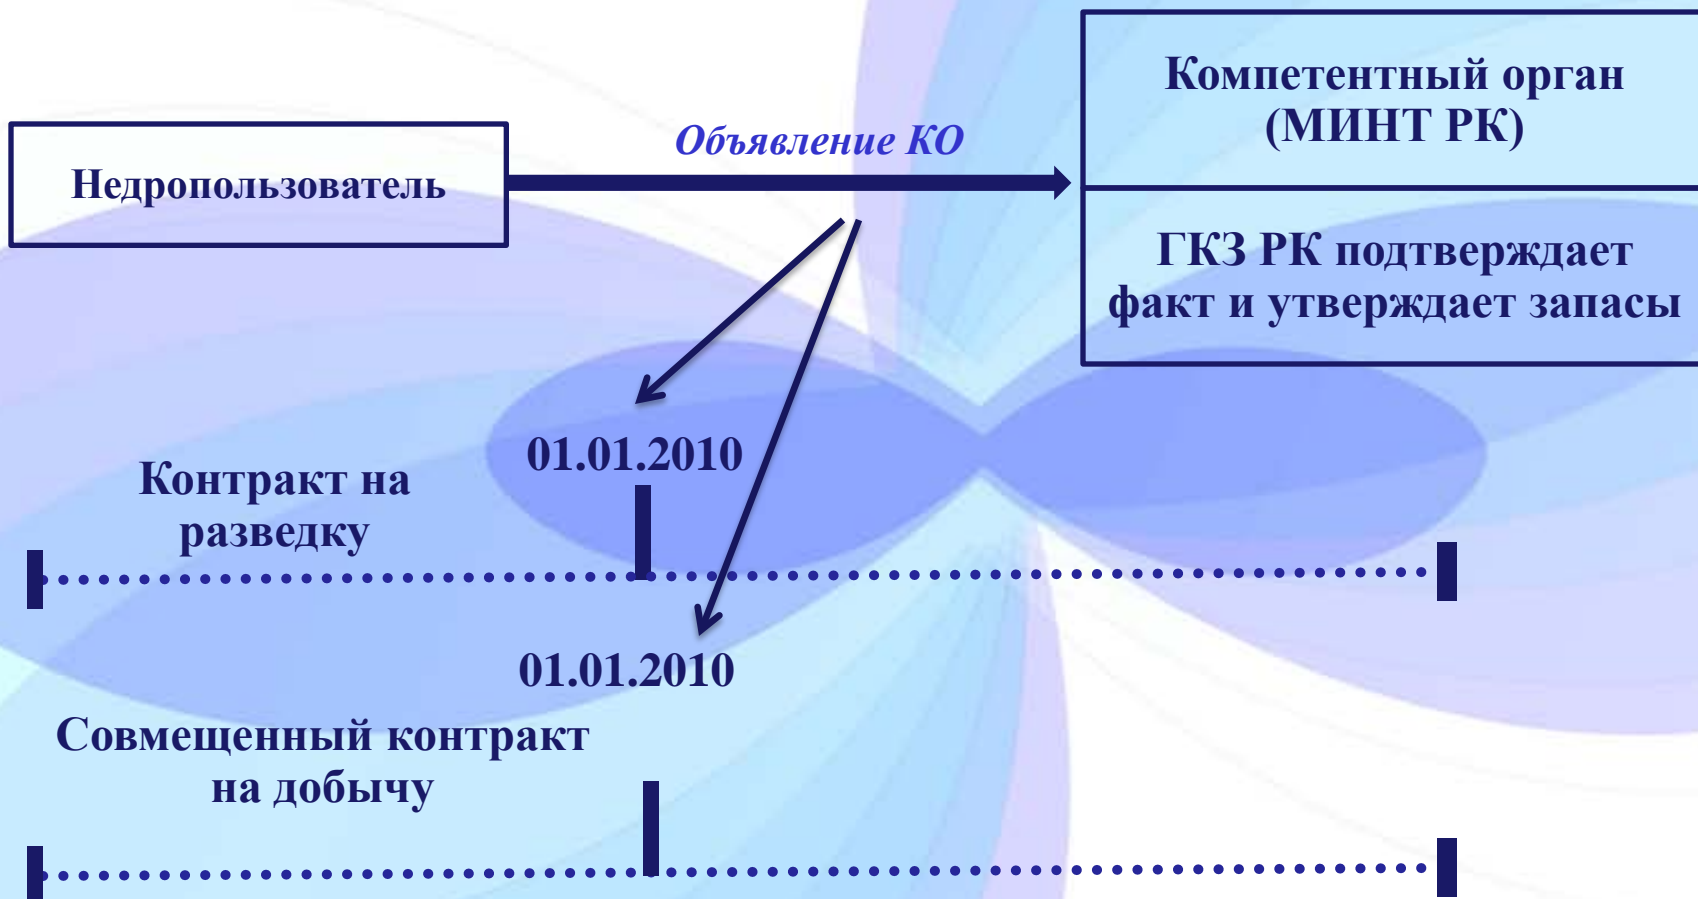 Недропользователь
Объявление КО
Компетентный орган
(МИНТ РК)
ГКЗ РК подтверждает
факт и утверждает запасы
01.01.2010
Контракт на
разведку
01.01.2010
Совмещенный контракт
на добычу